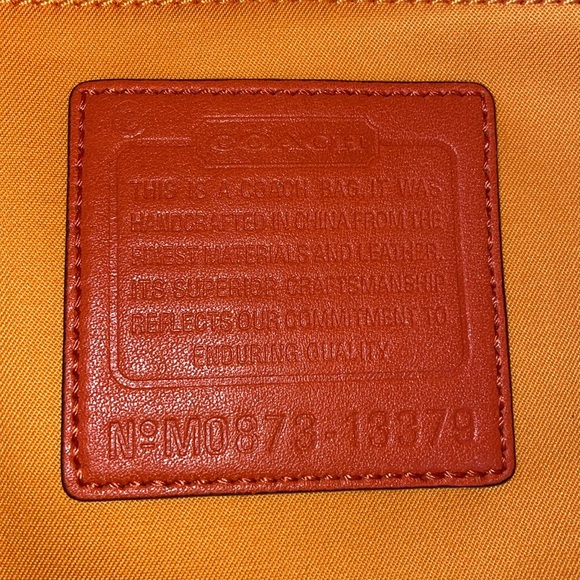 COACH
THIS IS A COACH BAG. IT WAS
HANDCRAFTED IN CHINA FROM THE
FINEST MATERIALS AND LEATHER.
ITS SUPERIOR CRAFTSMANSHIP
REFLECTS OUR COMMITMENT TO
ENDURING QUALITY.
NºM0873-13379